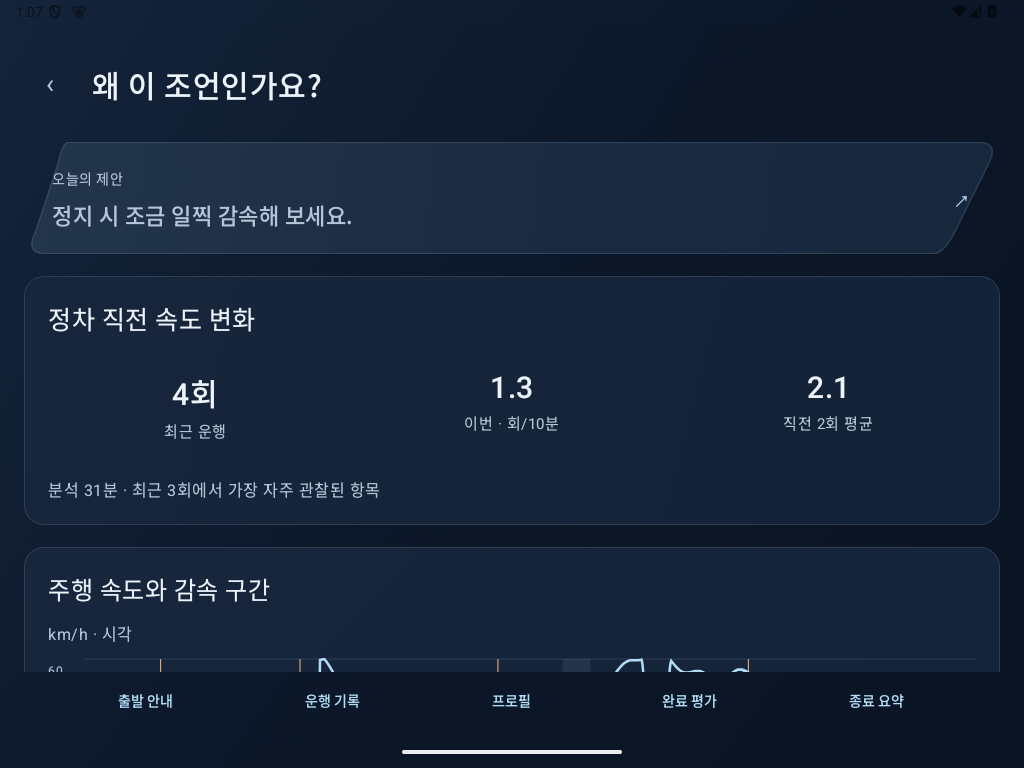 1:07
왜 이 조언인가요?
오늘의 제안
정지 시 조금 일찍 감속해 보세요.
정차 직전 속도 변화
4회
최근 운행
1.3
이번 · 회/10분
2.1
직전 2회 평균
분석 31분 · 최근 3회에서 가장 자주 관찰된 항목
주행 속도와 감속 구간
km/h · 시각
60
출발 안내
운행 기록
프로필
완료 평가
종료 요약